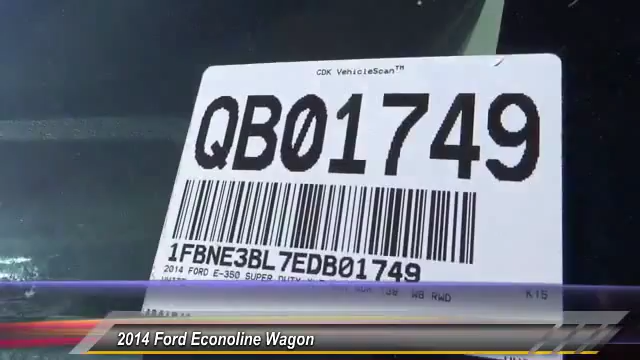 CDK VehicleScan™
QB01749
1FBNE3BL7EDB01749
2014 FORD E-350 SUPER DUTY
WB RWD
K15
2014 Ford Econoline Wagon